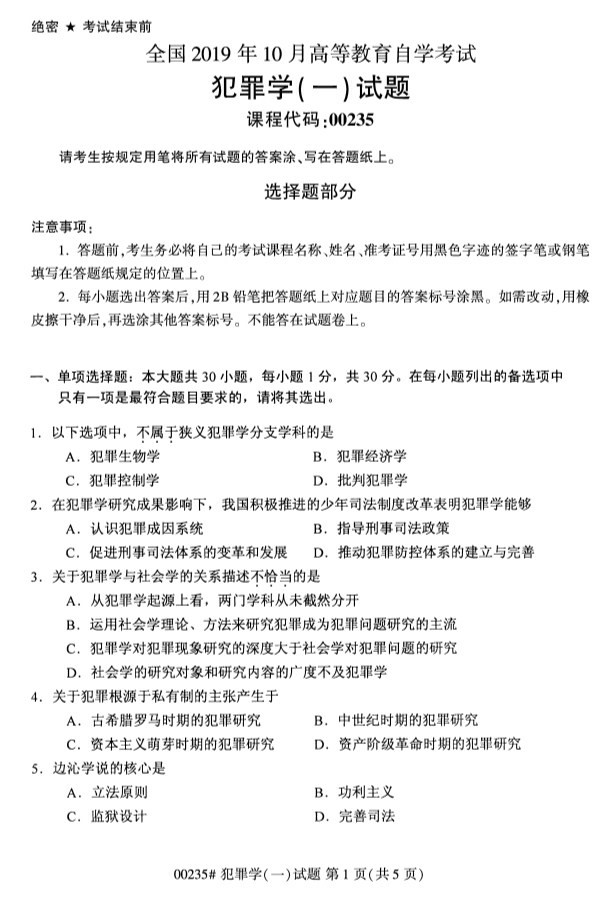 绝密 ★ 考试结束前
全国 2019 年 10 月高等教育自学考试
犯罪学(一)试题
课程代码:00235
请考生按规定用笔将所有试题的答案涂、写在答题纸上。
选择题部分
注意事项:
1. 答题前,考生务必将自己的考试课程名称、姓名、准考证号用黑色字迹的签字笔或钢笔
填写在答题纸规定的位置上。
2. 每小题选出答案后,用 2B 铅笔把答题纸上对应题目的答案标号涂黑。如需改动,用橡
皮擦干净后,再选涂其他答案标号。不能答在试题卷上。
一、单项选择题：本大题共 30 小题，每小题 1 分，共 30 分。在每小题列出的备选项中
只有一项是最符合题目要求的，请将其选出。
1．以下选项中，不属于狭义犯罪学分支学科的是
A．犯罪生物学 B．犯罪经济学
C．犯罪控制学 D．批判犯罪学
2．在犯罪学研究成果影响下，我国积极推进的少年司法制度改革表明犯罪学能够
A．认识犯罪成因系统 B．指导刑事司法政策
C．促进刑事司法体系的变革和发展 D．推动犯罪防控体系的建立与完善
3．关于犯罪学与社会学的关系描述不恰当的是
A．从犯罪学起源上看，两门学科从未截然分开
B．运用社会学理论、方法来研究犯罪成为犯罪问题研究的主流
C．犯罪学对犯罪现象研究的深度大于社会学对犯罪问题的研究
D．社会学的研究对象和研究内容的广度不及犯罪学
4．关于犯罪根源于私有制的主张产生于
A．古希腊罗马时期的犯罪研究 B．中世纪时期的犯罪研究
C．资本主义萌芽时期的犯罪研究 D．资产阶级革命时期的犯罪研究
5．边沁学说的核心是
A．立法原则 B．功利主义
C．监狱设计 D．完善司法
00235# 犯罪学(一)试题 第 1 页(共 5 页)